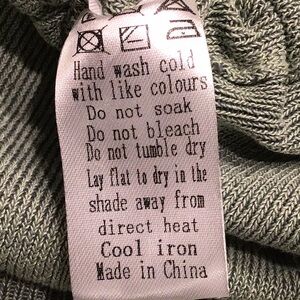 Hand wash cold
with like colours
Do not soak
Do not bleach
Do not tumble dry
Lay flat to dry in the
shade away from
direct heat
Cool iron
Made in China